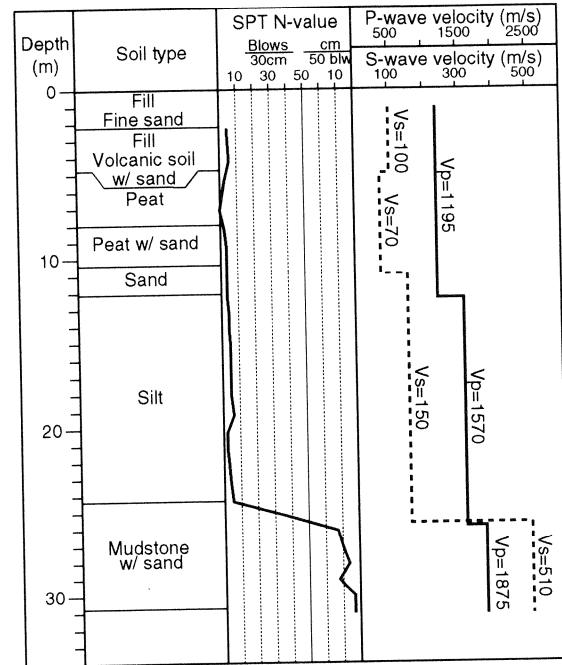 Depth
(m)
Soil type
SPT N-value
Blows
30cm
cm
50 blw
10 30 50 10
P-wave velocity (m/s)
500 1500 2500
S-wave velocity (m/s)
100 300 500
0
10
20
30
Fill
Fine sand
Fill
Volcanic soil
w/ sand
Peat
Peat w/ sand
Sand
Silt
Mudstone
w/ sand
Vs=100
Vs=70
Vs=150
Vs=510
Vp=1195
Vp=1570
Vp=1875